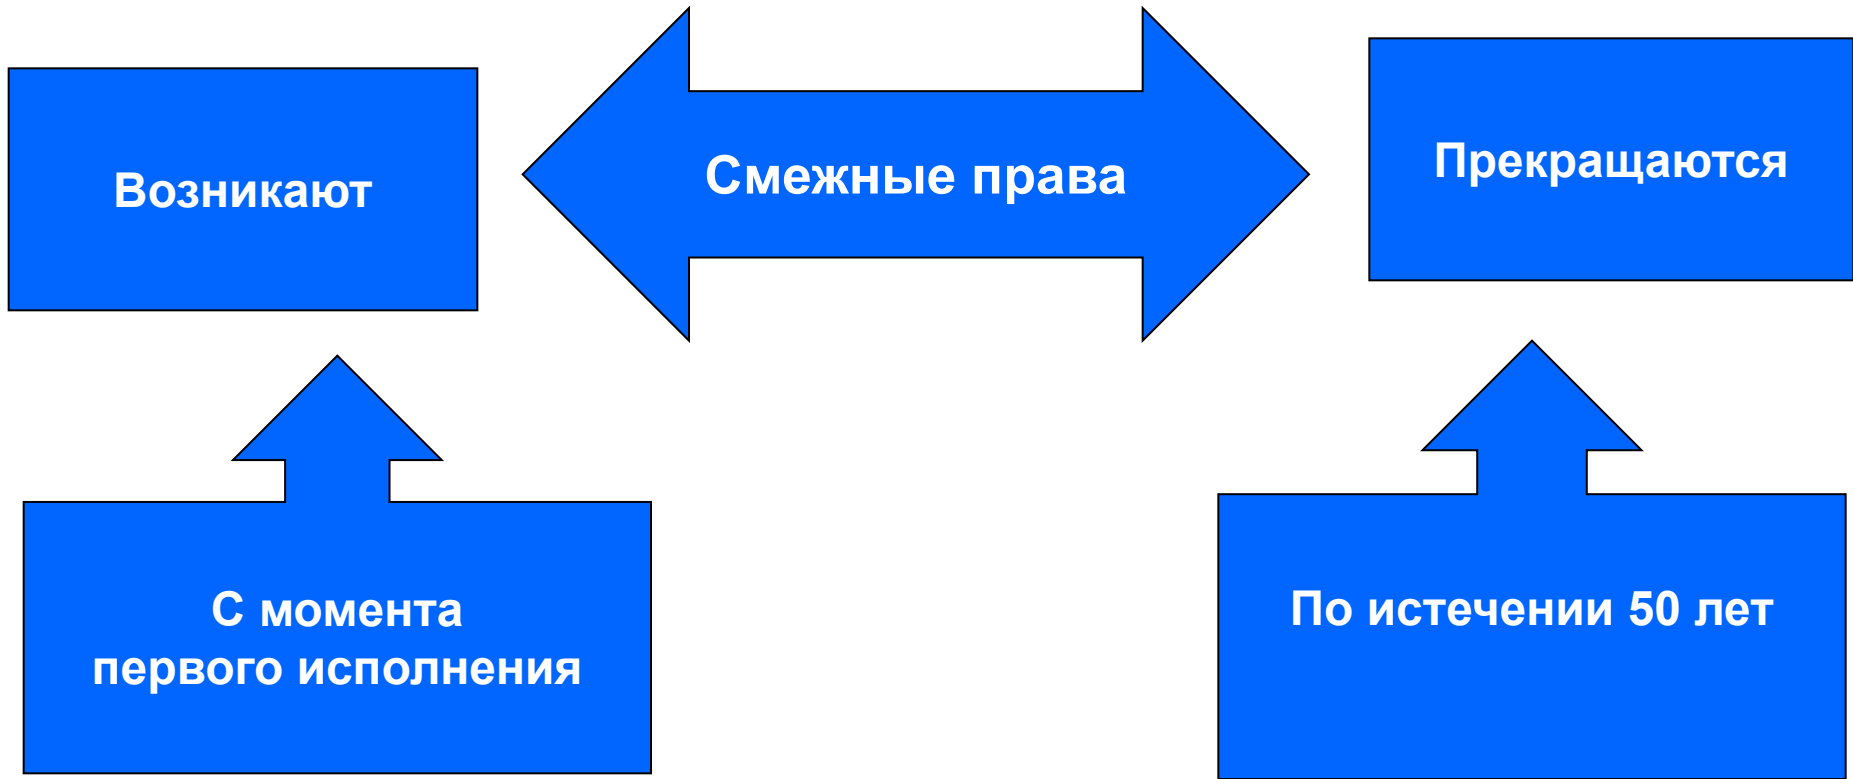 Возникают
Смежные права
Прекращаются
С момента
первого исполнения
По истечении 50 лет